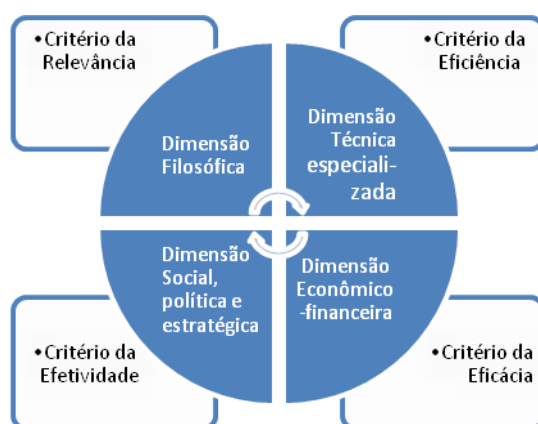 •Critério da
Relevância
•Critério da
Eficiência
Dimensão
Filosófica
Dimensão
Técnica
especiali-
zada
Dimensão
Social,
política e
estratégica
Dimensão
Econômico
-financeira
•Critério da
Efetividade
•Critério da
Eficácia